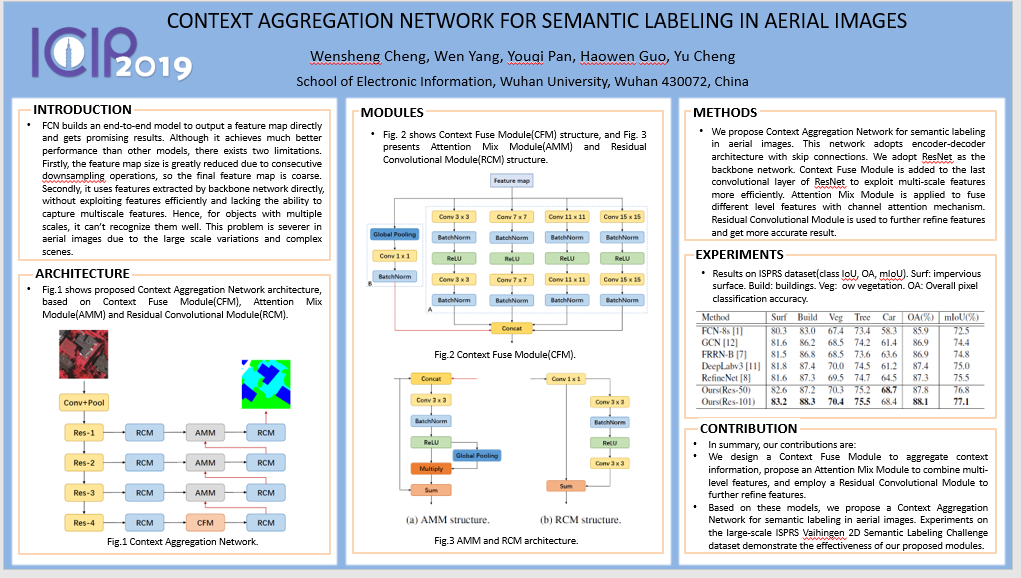 ICIP 2019
CONTEXT AGGREGATION NETWORK FOR SEMANTIC LABELING IN AERIAL IMAGES
Wensheng Cheng, Wen Yang, Youqi Pan, Haowen Guo, Yu Cheng
School of Electronic Information, Wuhan University, Wuhan 430072, China
INTRODUCTION
• FCN builds an end-to-end model to output a feature map directly
and gets promising results. Although it achieves much better
performance than other models, there exists two limitations.
Firstly, the feature map size is greatly reduced due to consecutive
downsampling operations, so the final feature map is coarse.
Secondly, it uses features extracted by backbone network directly,
without exploiting features efficiently and lacking the ability to
capture multiscale features. Hence, for objects with multiple
scales, it can't recognize them well. This problem is severer in
aerial images due to the large scale variations and complex
scenes.
ARCHITECTURE
• Fig.1 shows proposed Context Aggregation Network architecture,
based on Context Fuse Module(CFM), Attention Mix
Module(AMM) and Residual Convolutional Module(RCM).
Conv+Pool
Res-1 RCM AMM RCM
Res-2 RCM AMM RCM
Res-3 RCM AMM RCM
Res-4 RCM CFM RCM
Fig.1 Context Aggregation Network.
MODULES
• Fig. 2 shows Context Fuse Module(CFM) structure, and Fig. 3
presents Attention Mix Module(AMM) and Residual
Convolutional Module(RCM) structure.
Feature map
Conv 3 x 3 Conv 7 x 7 Conv 11 x 11 Conv 15 x 15
Global Pooling BatchNorm BatchNorm BatchNorm BatchNorm
Conv 1 x 1 ReLU ReLU ReLU ReLU
BatchNorm Conv 3 x 3 Conv 7 x 7 Conv 11 x 11 Conv 15 x 15
B BatchNorm BatchNorm BatchNorm BatchNorm
A
Concat
Fig.2 Context Fuse Module(CFM).
Concat
Conv 3 x 3
BatchNorm
ReLU
Global Pooling
Multiply
Sum
(a) AMM structure.
Conv 1 x 1
Conv 3 x 3
BatchNorm
ReLU
Conv 3 x 3
Sum
(b) RCM structure.
Fig.3 AMM and RCM architecture.
METHODS
• We propose Context Aggregation Network for semantic labeling
in aerial images. This network adopts encoder-decoder
architecture with skip connections. We adopt ResNet as the
backbone network. Context Fuse Module is added to the last
convolutional layer of ResNet to exploit multi-scale features
more efficiently. Attention Mix Module is applied to fuse
different level features with channel attention mechanism.
Residual Convolutional Module is used to further refine features
and get more accurate result.
EXPERIMENTS
• Results on ISPRS dataset(class IoU, OA, mIoU). Surf: impervious
surface. Build: buildings. Veg: ow vegetation. OA: Overall pixel
classification accuracy.
Method Surf Build Veg Tree Car OA(%) mIoU(%)
FCN-8s [1] 80.3 83.0 67.4 73.4 58.3 85.9 72.5
GCN [12] 81.6 86.2 68.5 74.2 61.4 86.9 74.4
FRRN-B [7] 81.5 86.8 68.5 73.6 63.6 86.9 74.8
DeepLabv3 [11] 81.8 87.4 70.0 74.5 61.2 87.4 75.0
RefineNet [8] 81.6 87.3 69.5 74.7 64.5 87.3 75.5
Ours(Res-50) 82.6 87.2 70.3 75.2 68.7 87.8 76.8
Ours(Res-101) 83.2 88.3 70.4 75.5 68.4 88.1 77.1
CONTRIBUTION
• In summary, our contributions are:
• We design a Context Fuse Module to aggregate context
information, propose an Attention Mix Module to combine multi-
level features, and employ a Residual Convolutional Module to
further refine features.
• Based on these models, we propose a Context Aggregation
Network for semantic labeling in aerial images. Experiments on
the large-scale ISPRS Vaihingen 2D Semantic Labeling Challenge
dataset demonstrate the effectiveness of our proposed modules.